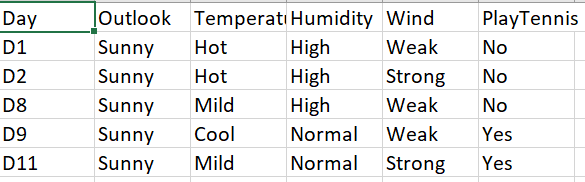 Day Outlook Temperatu Humidity Wind PlayTennis
D1 Sunny Hot High Weak No
D2 Sunny Hot High Strong No
D8 Sunny Mild High Weak No
D9 Sunny Cool Normal Weak Yes
D11 Sunny Mild Normal Strong Yes